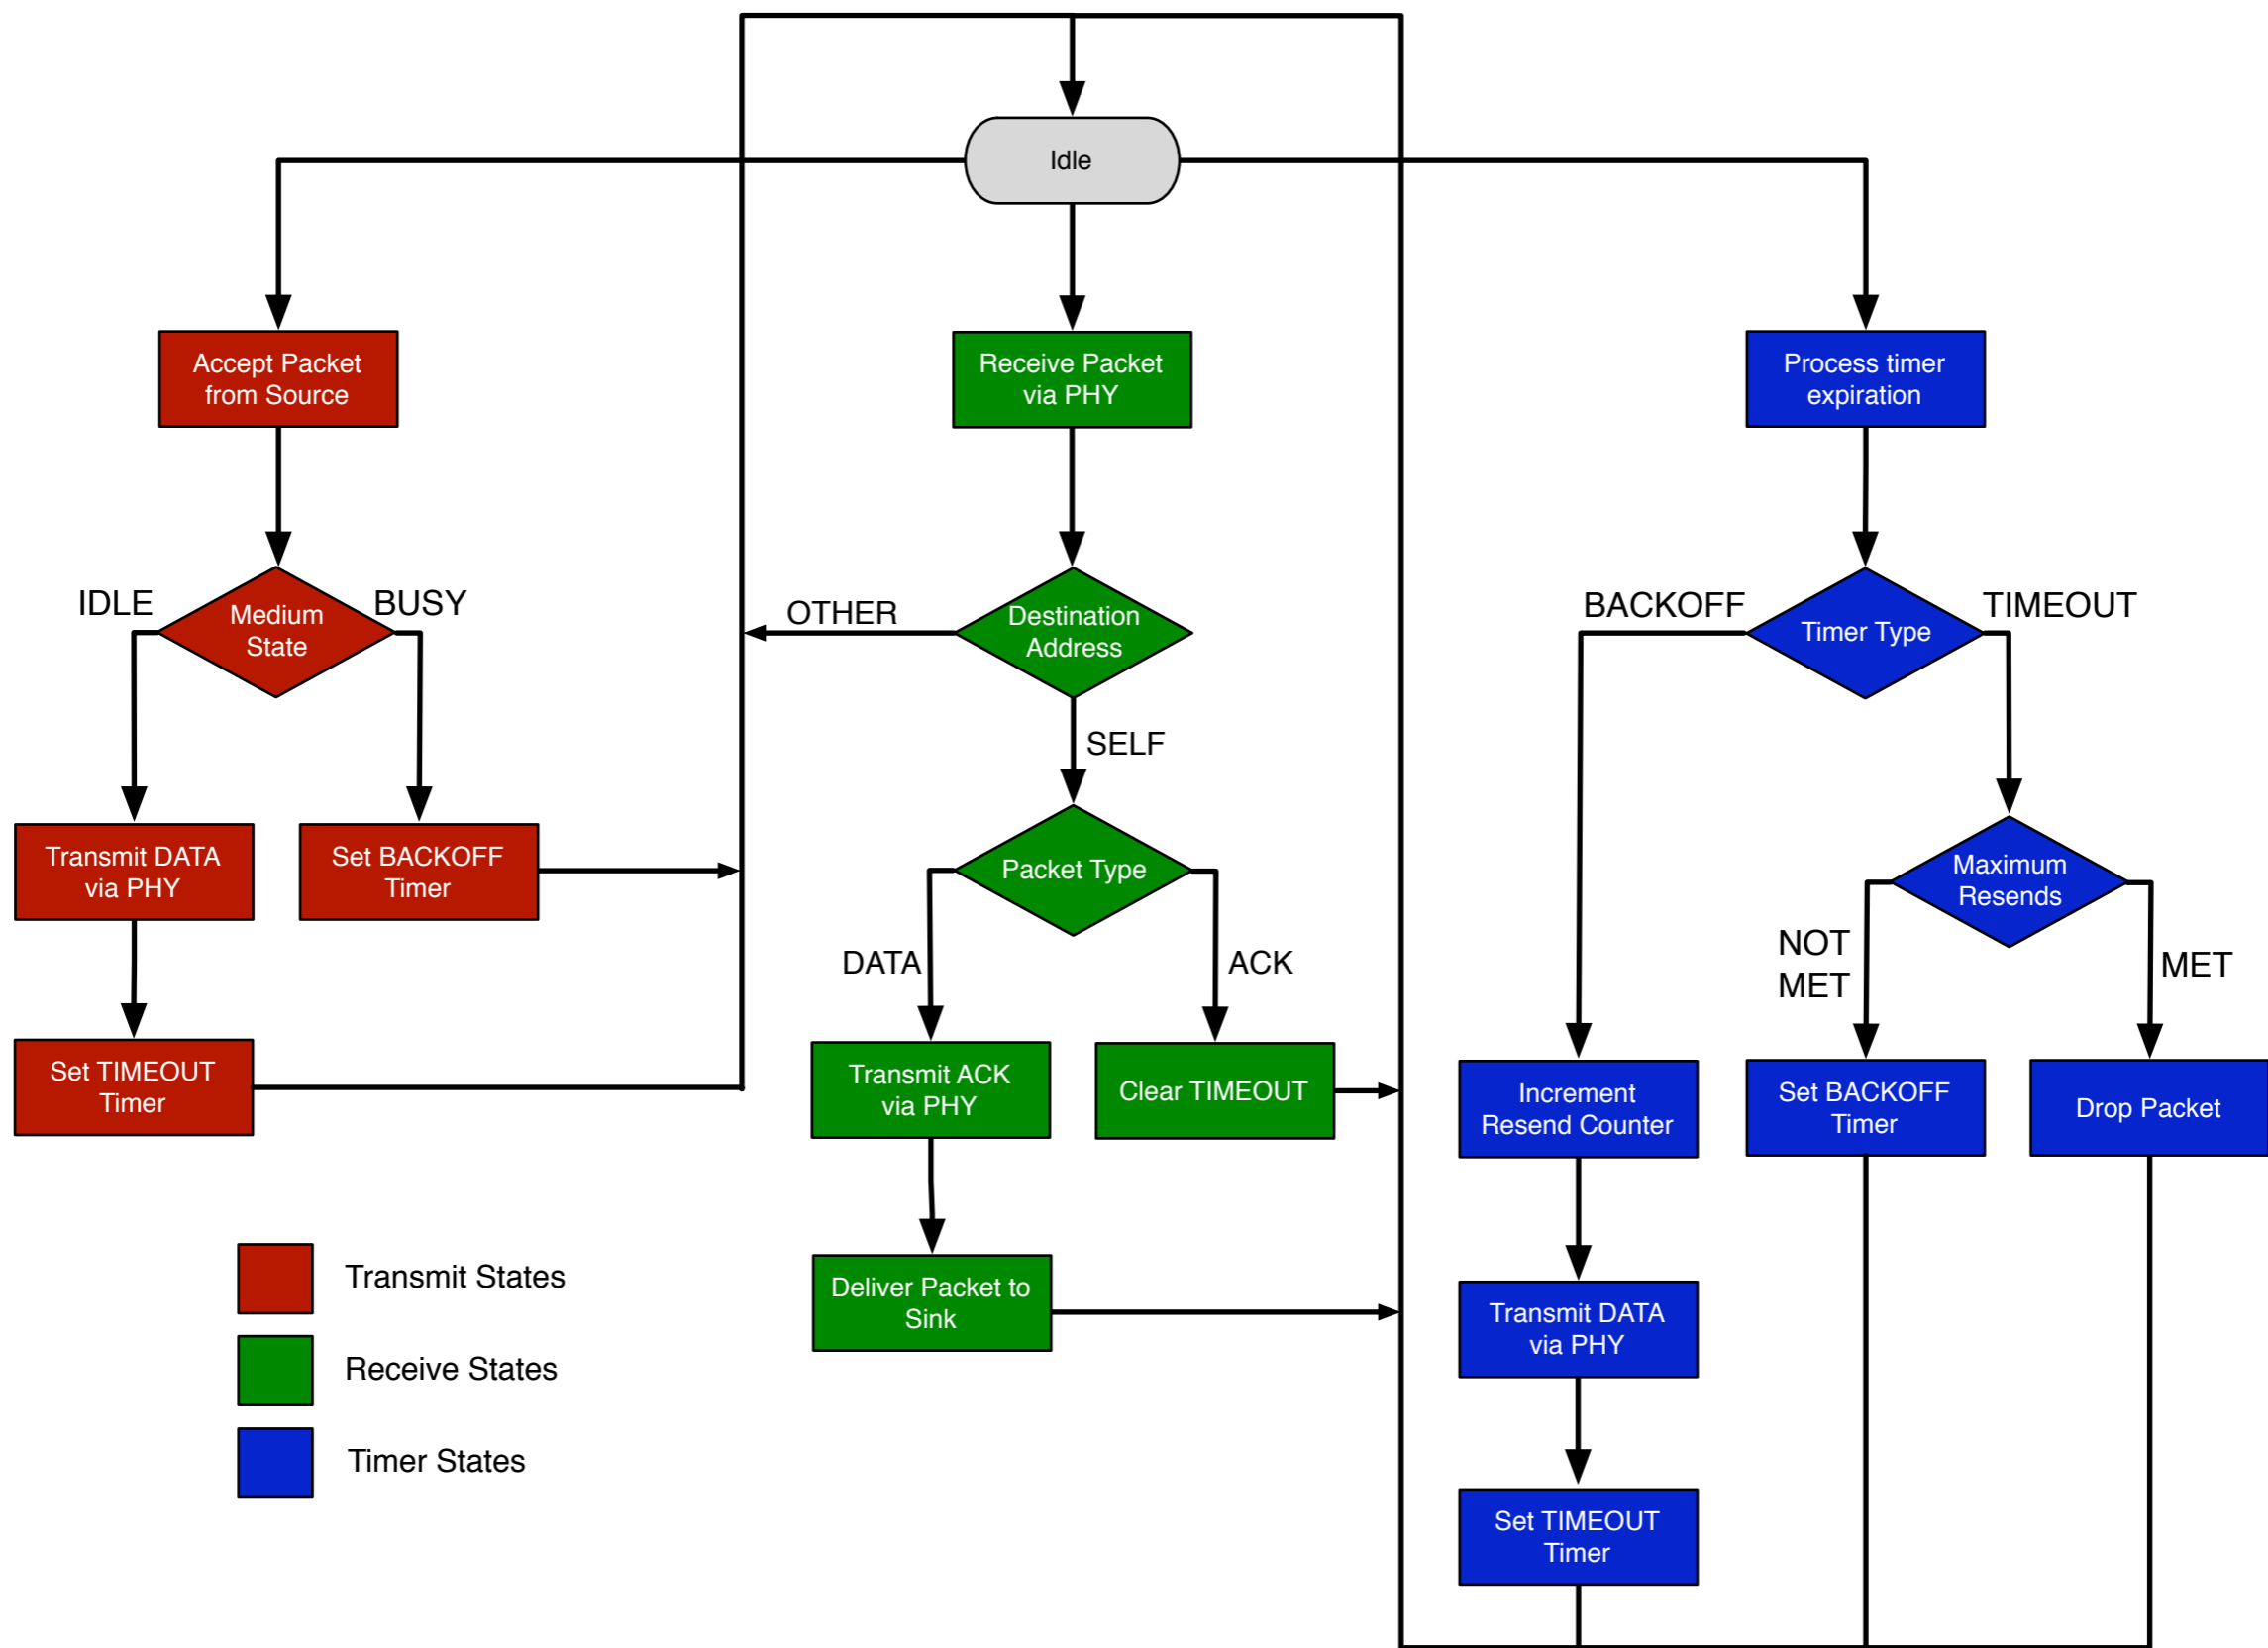 Idle
Accept Packet
from Source
Receive Packet
via PHY
Process timer
expiration
IDLE
Medium
State
BUSY
OTHER
Destination
Address
BACKOFF
Timer Type
TIMEOUT
SELF
Transmit DATA
via PHY
Set BACKOFF
Timer
Packet Type
Maximum
Resends
DATA
ACK
NOT
MET
MET
Set TIMEOUT
Timer
Transmit ACK
via PHY
Clear TIMEOUT
Increment
Resend Counter
Set BACKOFF
Timer
Drop Packet
Deliver Packet to
Sink
Transmit DATA
via PHY
Set TIMEOUT
Timer
Transmit States
Receive States
Timer States